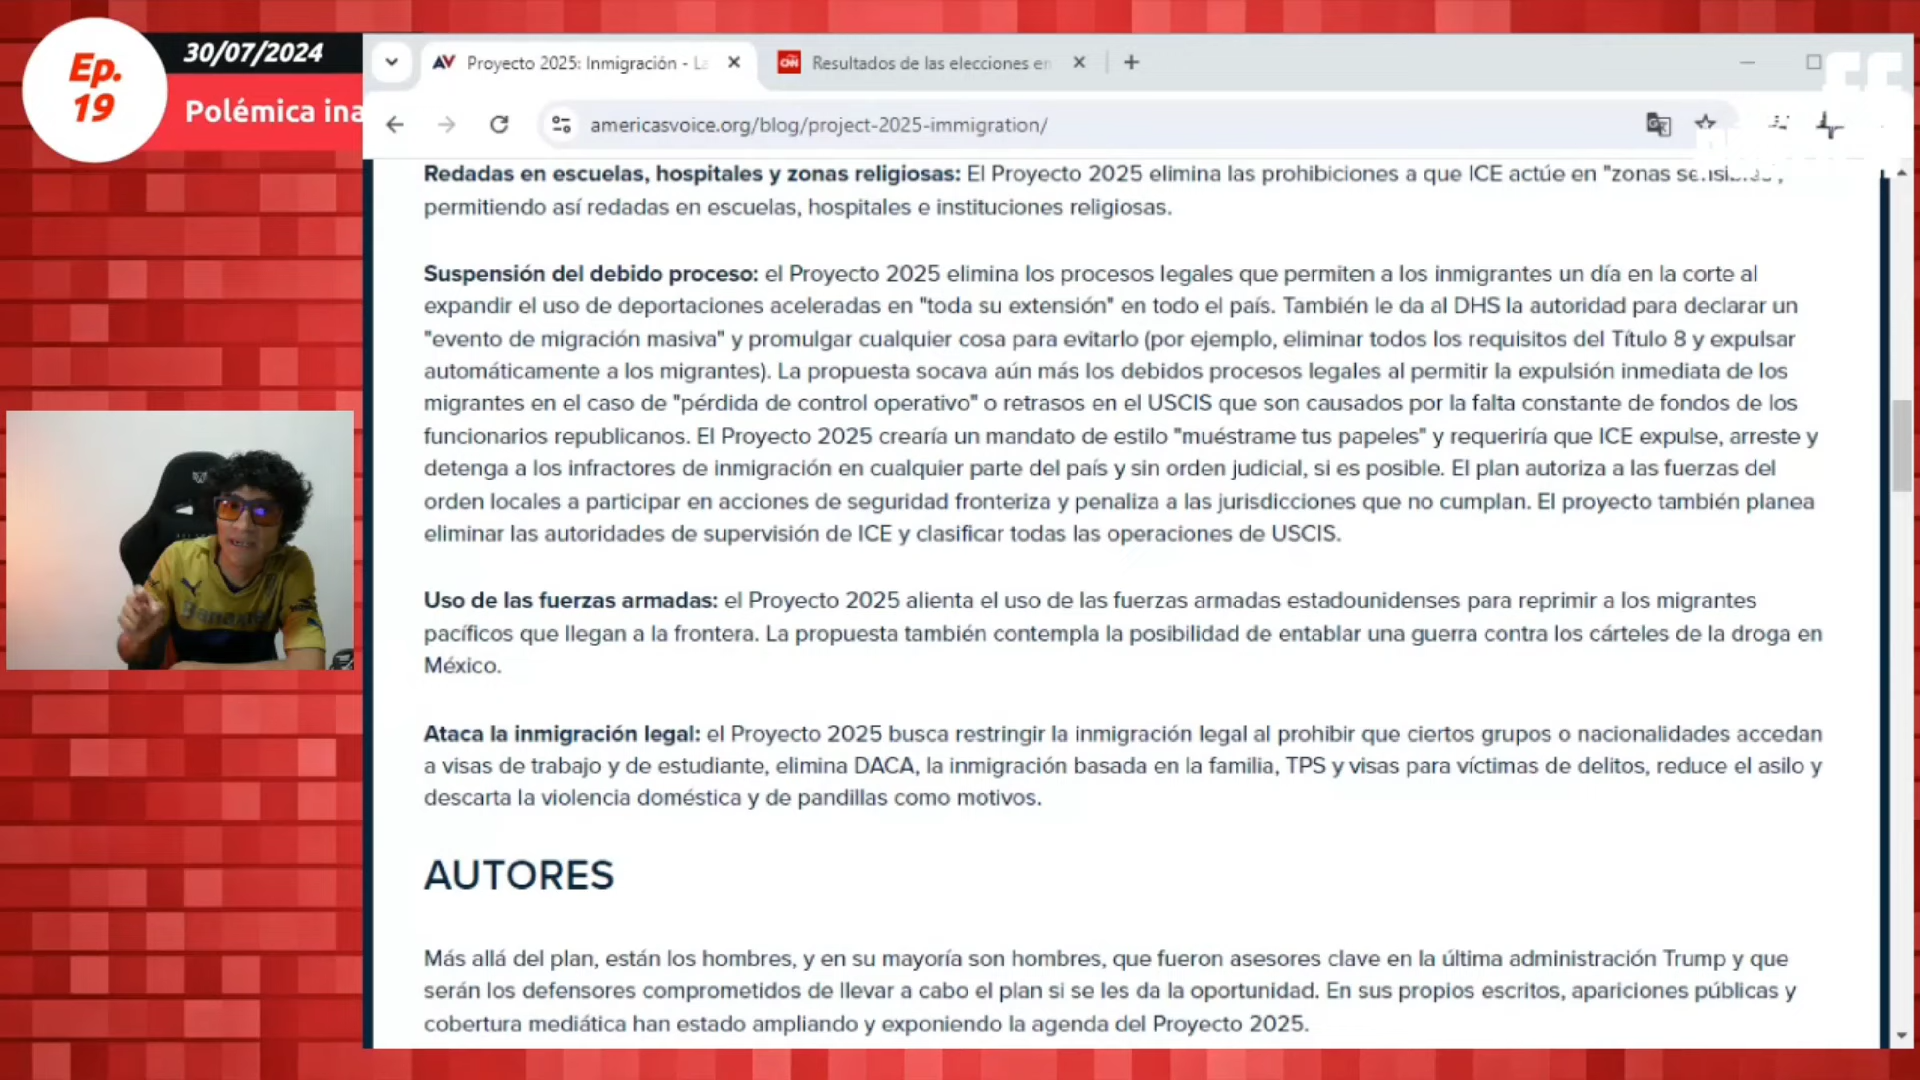 Ep.
19
30/07/2024
Polémica ina
Proyecto 2025: Inmigración - La
CNN
Resultados de las elecciones en
americasvoice.org/blog/project-2025-immigration/
Redadas en escuelas, hospitales y zonas religiosas: El Proyecto 2025 elimina las prohibiciones a que ICE actúe en "zonas
permitiendo así redadas en escuelas, hospitales e instituciones religiosas.
Suspensión del debido proceso: el Proyecto 2025 elimina los procesos legales que permiten a los inmigrantes un día en la corte al
expandir el uso de deportaciones aceleradas en "toda su extensión" en todo el país. También le da al DHS la autoridad para declarar un
"evento de migración masiva" y promulgar cualquier cosa para evitarlo (por ejemplo, eliminar todos los requisitos del Título 8 y expulsar
automáticamente a los migrantes). La propuesta socava aún más los debidos procesos legales al permitir la expulsión inmediata de los
migrantes en el caso de "pérdida de control operativo" o retrasos en el USCIS que son causados por la falta constante de fondos de los
funcionarios republicanos. El Proyecto 2025 crearía un mandato de estilo "muéstrame tus papeles" y requeriría que ICE expulse, arreste y
detenga a los infractores de inmigración en cualquier parte del país y sin orden judicial, si es posible. El plan autoriza a las fuerzas del
orden locales a participar en acciones de seguridad fronteriza y penaliza a las jurisdicciones que no cumplan. El proyecto también planea
eliminar las autoridades de supervisión de ICE y clasificar todas las operaciones de USCIS.
Uso de las fuerzas armadas: el Proyecto 2025 alienta el uso de las fuerzas armadas estadounidenses para reprimir a los migrantes
pacíficos que llegan a la frontera. La propuesta también contempla la posibilidad de entablar una guerra contra los cárteles de la droga en
México.
Ataca la inmigración legal: el Proyecto 2025 busca restringir la inmigración legal al prohibir que ciertos grupos o nacionalidades accedan
a visas de trabajo y de estudiante, elimina DACA, la inmigración basada en la familia, TPS y visas para víctimas de delitos, reduce el asilo y
descarta la violencia doméstica y de pandillas como motivos.
AUTORES
Más allá del plan, están los hombres, y en su mayoría son hombres, que fueron asesores clave en la última administración Trump y que
serán los defensores comprometidos de llevar a cabo el plan si se les da la oportunidad. En sus propios escritos, apariciones públicas y
cobertura mediática han estado ampliando y exponiendo la agenda del Proyecto 2025.